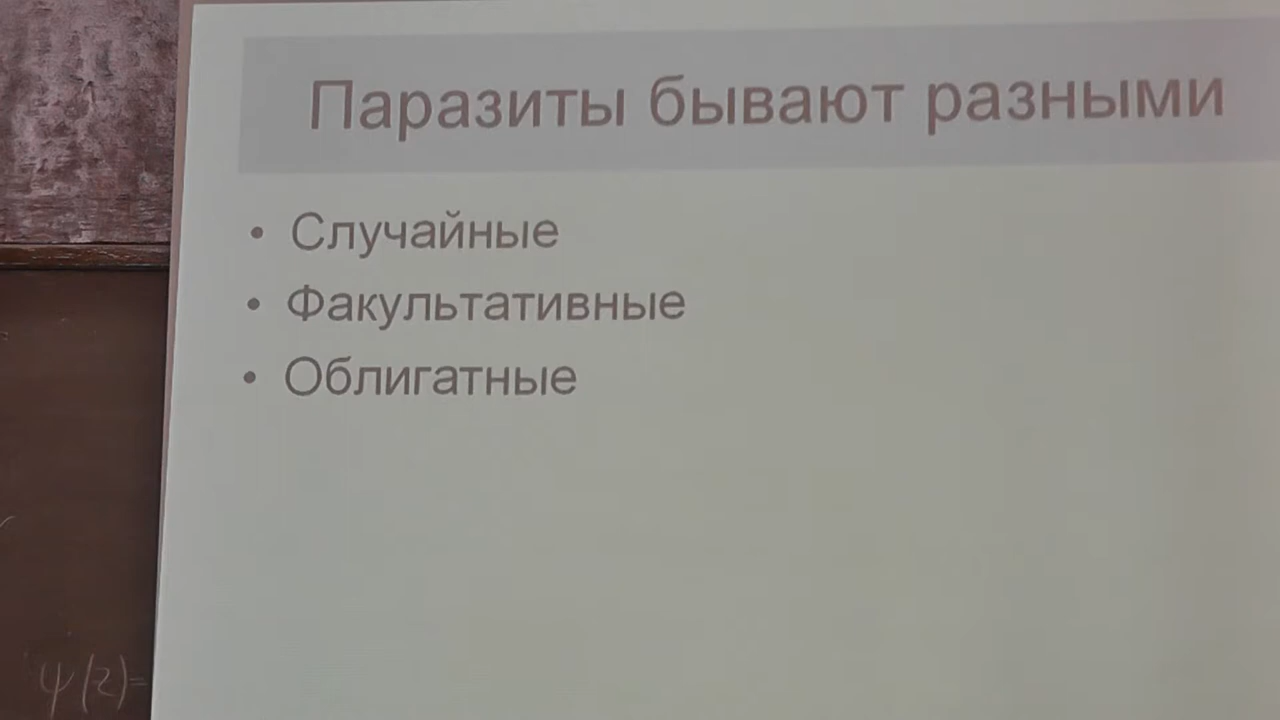 Паразиты бывают разными
• Случайные
• Факультативные
• Облигатные
ψ(r)=